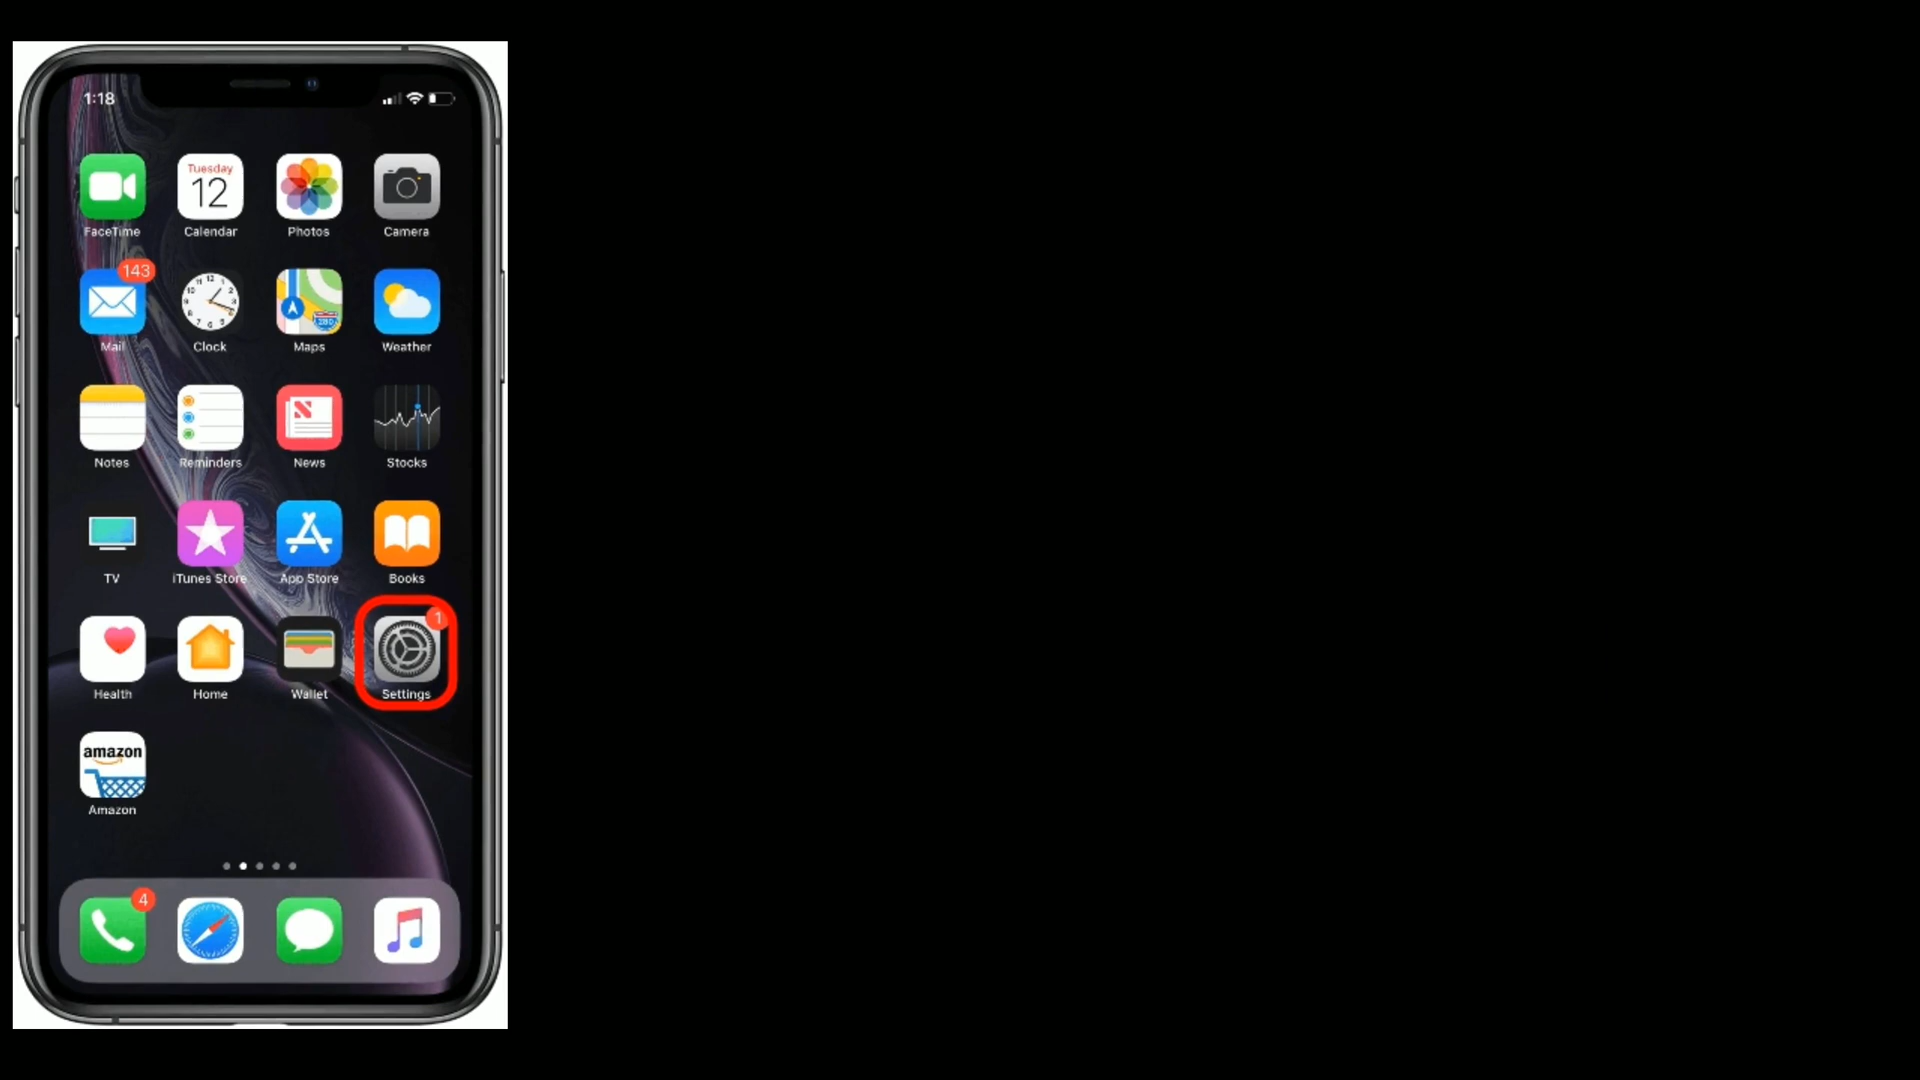 1:18
Tuesday
12
FaceTime
Calendar
Photos
Camera
143
280
Mail
Clock
Maps
Weather
Notes
Reminders
News
Stocks
TV
iTunes Store
App Store
Books
1
Health
Home
Wallet
Settings
amazon
Amazon
4